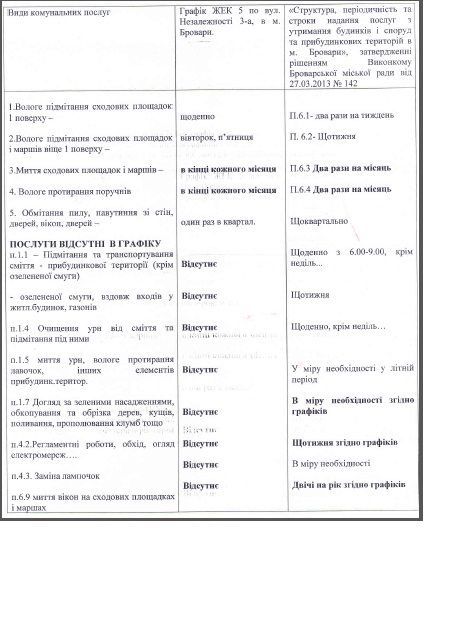 Види комунальних послуг
Графік ЖЕК 5 по вул.
Незалежності 3-а, в м.
Бровари.
«Структура, періодичність та
строки надання послуг з
утримання будинків і споруд
та прибудинкових територій в
м. Бровари», затверджені
рішенням Виконкому
Броварської міської ради від
27.03.2013 № 142
1.Вологе підмітання сходових площадок
1 поверху –
щоденно
П.6.1- два рази на тиждень
2.Вологе підмітання сходових площадок
і маршів віще 1 поверху –
вівторок, п’ятниця
П. 6.2- Щотижня
3.Миття сходових площадок і маршів –
в кінці кожного місяця
П.6.3 Два рази на місяць
4. Вологе протирання поручнів
в кінці кожного місяця
П.6.4 Два рази на місяць
5. Обмітання пилу, павутини зі стін,
дверей, вікон, дверей –
один раз в квартал.
Щоквартально
ПОСЛУГИ ВІДСУТНІ В ГРАФІКУ
п.1.1 – Підмітання та транспортування
сміття - прибудинкової території (крім
озелененої смуги)
Відсутнє
Щоденно з 6.00-9.00, крім
неділь...
- озелененої смуги, вздовж входів у
житл.будинок, газонів
Відсутнє
Щотижня
п.1.4 Очищення урн від сміття та
підмітання під ними
Відсутнє
Щоденно, крім неділь…
п.1.5 миття урн, вологе протирання
лавочок, інших елементів
прибудинк.територ.
Відсутнє
У міру необхідності у літній
період
п.1.7 Догляд за зеленими насадженнями,
обкопування та обрізка дерев, кущів,
поливання, прополювання клумб тощо
Відсутнє
В міру необхідності згідно
графіків
п.4.2.Регламентні роботи, обхід, огляд
електромереж….
Відсутнє
Щотижня згідно графіків
п.4.3. Заміна лампочок
Відсутнє
В міру необхідності
п.6.9 миття вікон на сходових площадках
і маршах
Відсутнє
Двічі на рік згідно графіків